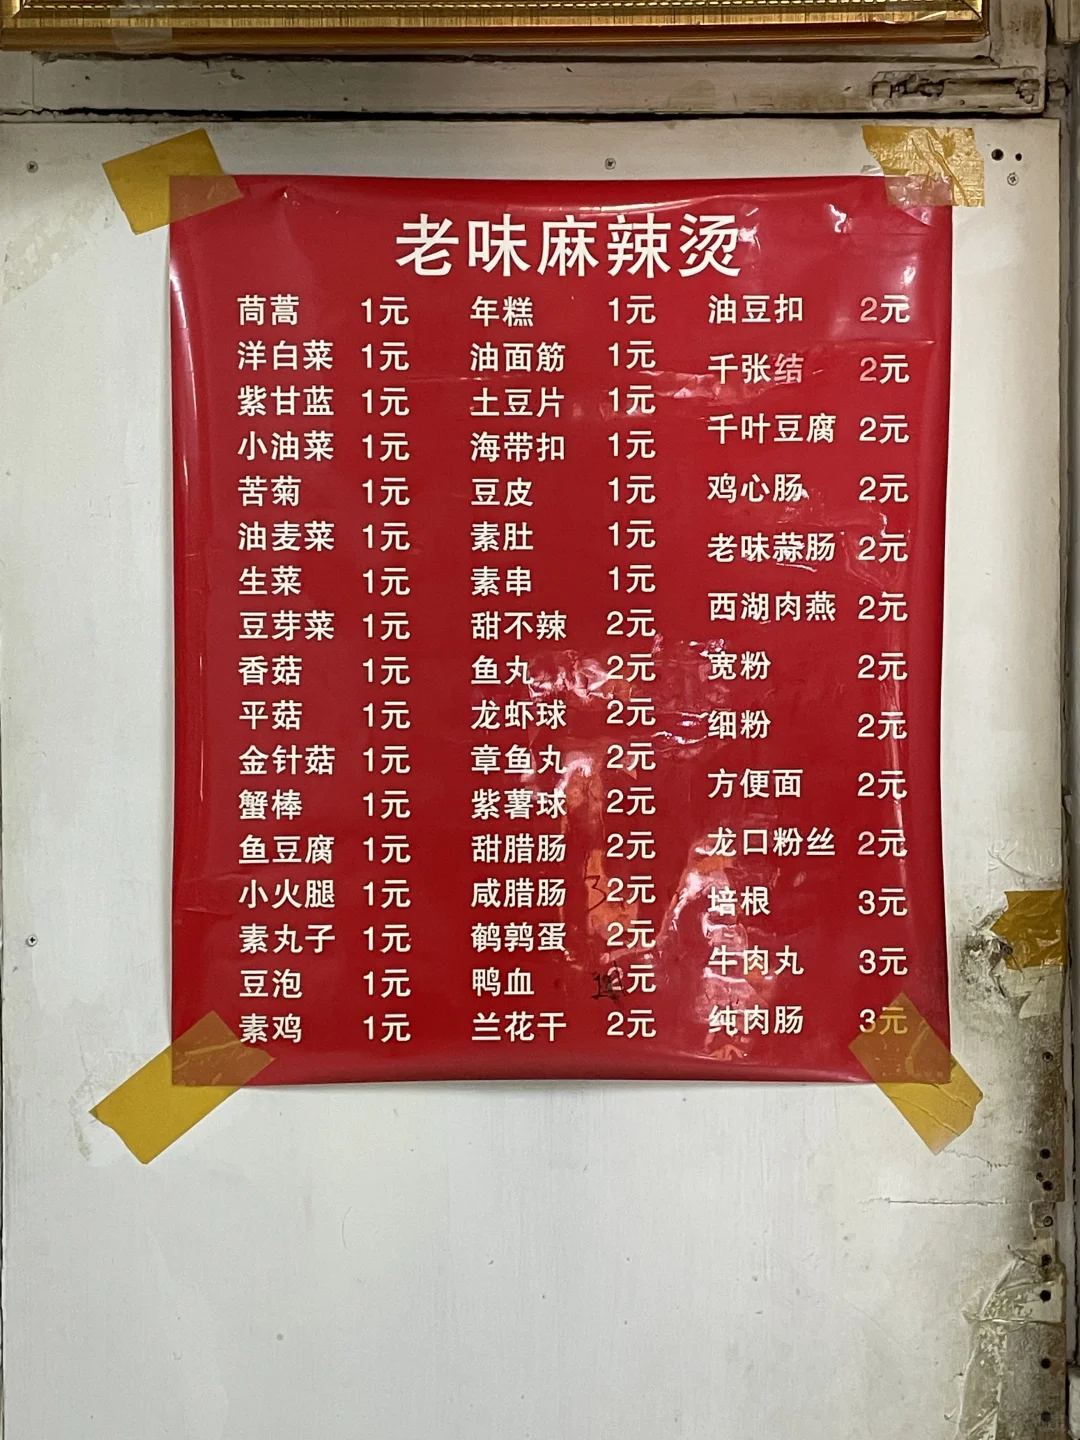 老味麻辣烫
茼蒿 1元
洋白菜 1元
紫甘蓝 1元
小油菜 1元
苦菊 1元
油麦菜 1元
生菜 1元
豆芽菜 1元
香菇 1元
平菇 1元
金针菇 1元
蟹棒 1元
鱼豆腐 1元
小火腿 1元
素丸子 1元
豆泡 1元
素鸡 1元
年糕 1元
油面筋 1元
土豆片 1元
海带扣 1元
豆皮 1元
素肚 1元
素串 1元
甜不辣 2元
鱼丸 2元
龙虾球 2元
章鱼丸 2元
紫薯球 2元
甜腊肠 2元
咸腊肠 2元
鹌鹑蛋 2元
鸭血 元
兰花干 2元
油豆扣 2元
千张结 2元
千叶豆腐 2元
鸡心肠 2元
老味蒜肠 2元
西湖肉燕 2元
宽粉 2元
细粉 2元
方便面 2元
龙口粉丝 2元
培根 3元
牛肉丸 3元
纯肉肠 3元